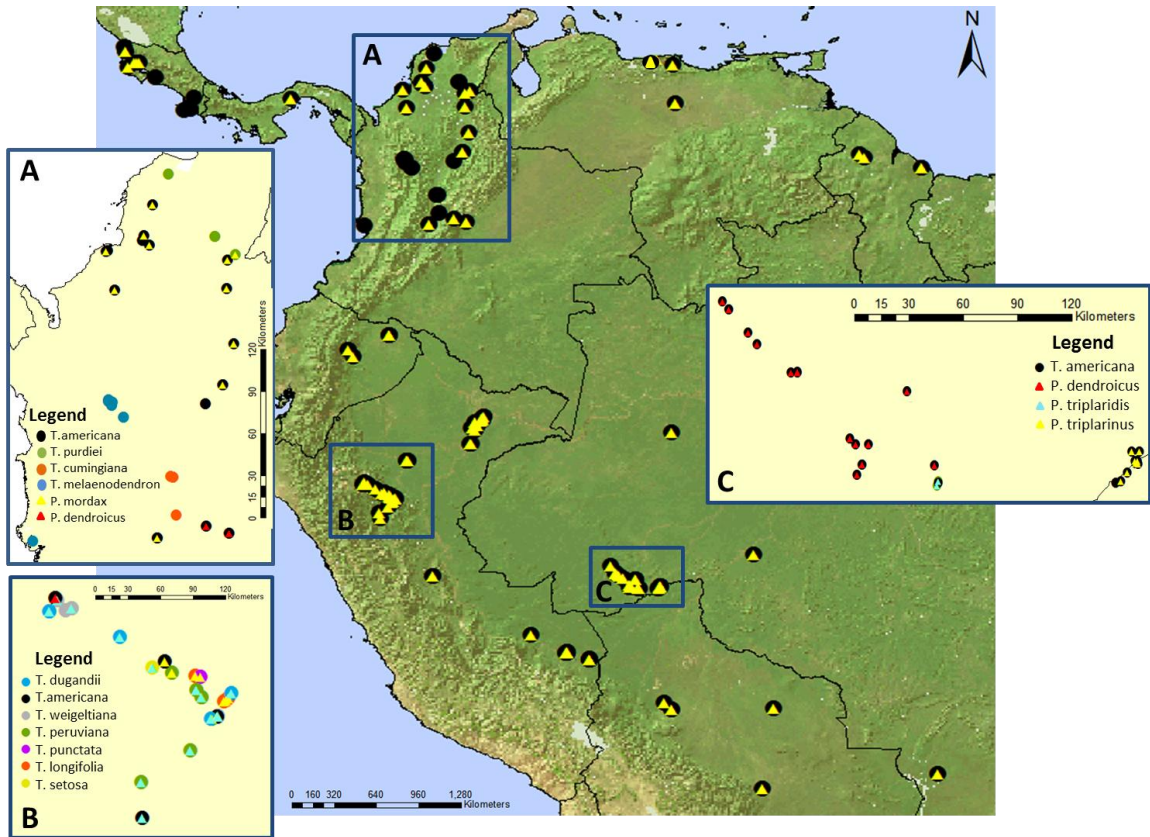 N
A
B
C
0 160 320 640 960 1,280
Kilometers
A
Legend
T.americana
T. purdiei
T. cumingiana
T. melaenodendron
P. mordax
P. dendroicus
0 15 30 60 90 120
Kilometers
B
0 15 30 60 90 120
Kilometers
Legend
T. dugandii
T.americana
T. weigeltiana
T. peruviana
T. punctata
T. longifolia
T. setosa
C
0 15 30 60 90 120
Kilometers
Legend
T. americana
P. dendroicus
P. triplaridis
P. triplarinus